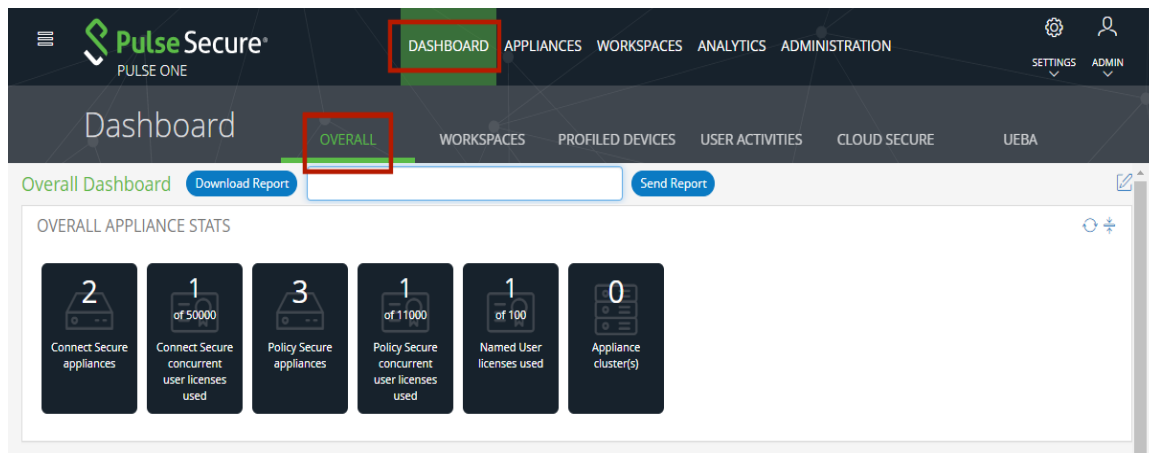 Pulse Secure®
PULSE ONE
DASHBOARD APPLIANCES WORKSPACES ANALYTICS ADMINISTRATION
SETTINGS ADMIN
Dashboard
OVERALL WORKSPACES PROFILED DEVICES USER ACTIVITIES CLOUD SECURE UEBA
Overall Dashboard Download Report Send Report
OVERALL APPLIANCE STATS
2
Connect Secure
appliances
1
of 50000
Connect Secure
concurrent
user licenses
used
3
Policy Secure
appliances
1
of 11000
Policy Secure
concurrent
user licenses
used
1
of 100
Named User
licenses used
0
Appliance
cluster(s)